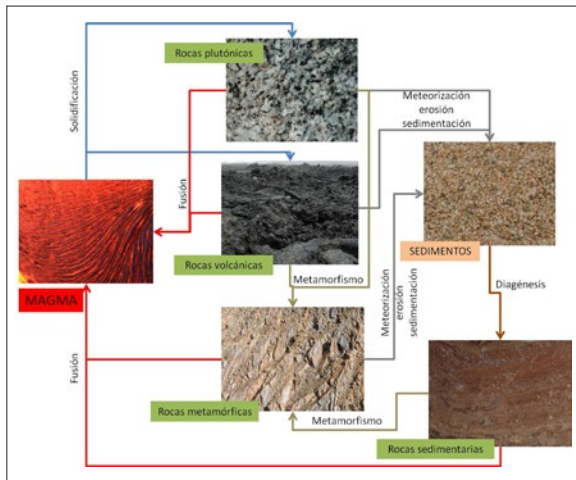 Rocas plutónicas
Solidificación
Meteorización
erosión
sedimentación
Fusión
Rocas volcánicas
SEDIMENTOS
MAGMA
Metamorfismo
Meteorización
erosión
sedimentación
Diagénesis
Fusión
Rocas metamórficas
Metamorfismo
Rocas sedimentarias